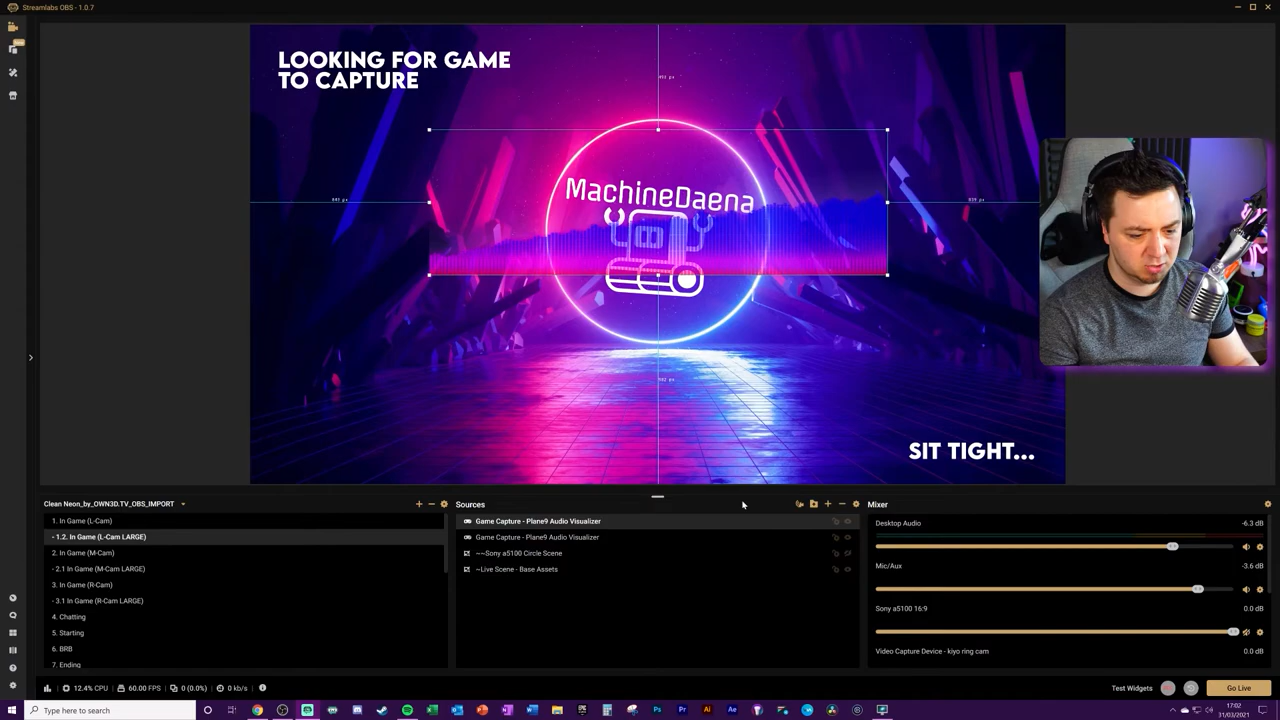 Streamlabs OBS - 1.0.7
LOOKING FOR GAME
TO CAPTURE
MachineDaena
SIT TIGHT...
Clean Neon_by_OWN3D.TV_OBS_IMPORT
1. In Game (L-Cam)
- 1.2. In Game (L-Cam LARGE)
2. In Game (M-Cam)
- 2.1 In Game (M-Cam LARGE)
3. In Game (R-Cam)
- 3.1 In Game (R-Cam LARGE)
4. Chatting
5. Starting
6. BRB
7. Ending
Sources
Game Capture - Plane9 Audio Visualizer
Game Capture - Plane9 Audio Visualizer
~~Sony a5100 Circle Scene
~Live Scene - Base Assets
Mixer
Desktop Audio -6.3 dB
Mic/Aux -3.6 dB
Sony a5100 16:9 0.0 dB
Video Capture Device - kiyo ring cam 0.0 dB
12.4% CPU 60.00 FPS 0 (0.0%) 0 kb/s
Test Widgets Go Live
Type here to search
17:02
31/03/2021